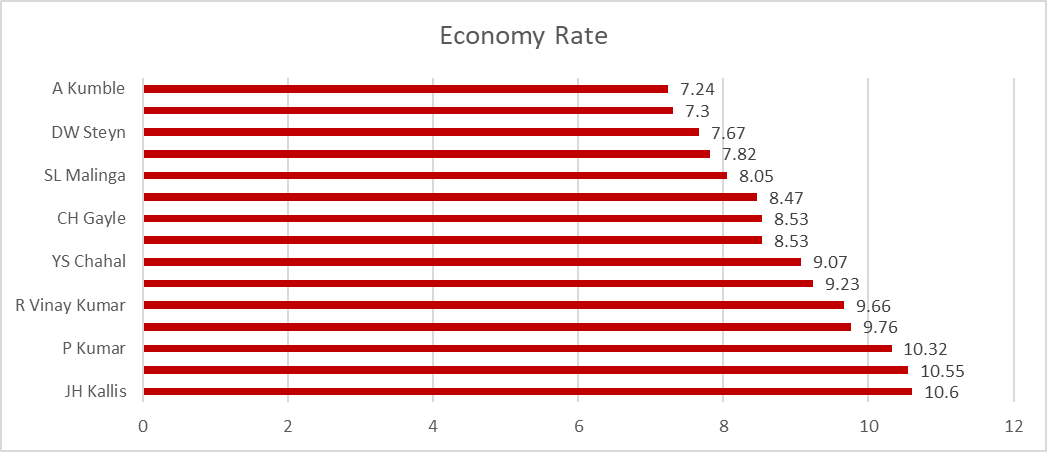 Economy Rate
A Kumble 7.24
7.3
DW Steyn 7.67
7.82
SL Malinga 8.05
8.47
CH Gayle 8.53
8.53
YS Chahal 9.07
9.23
R Vinay Kumar 9.66
9.76
P Kumar 10.32
10.55
JH Kallis 10.6
0 2 4 6 8 10 12